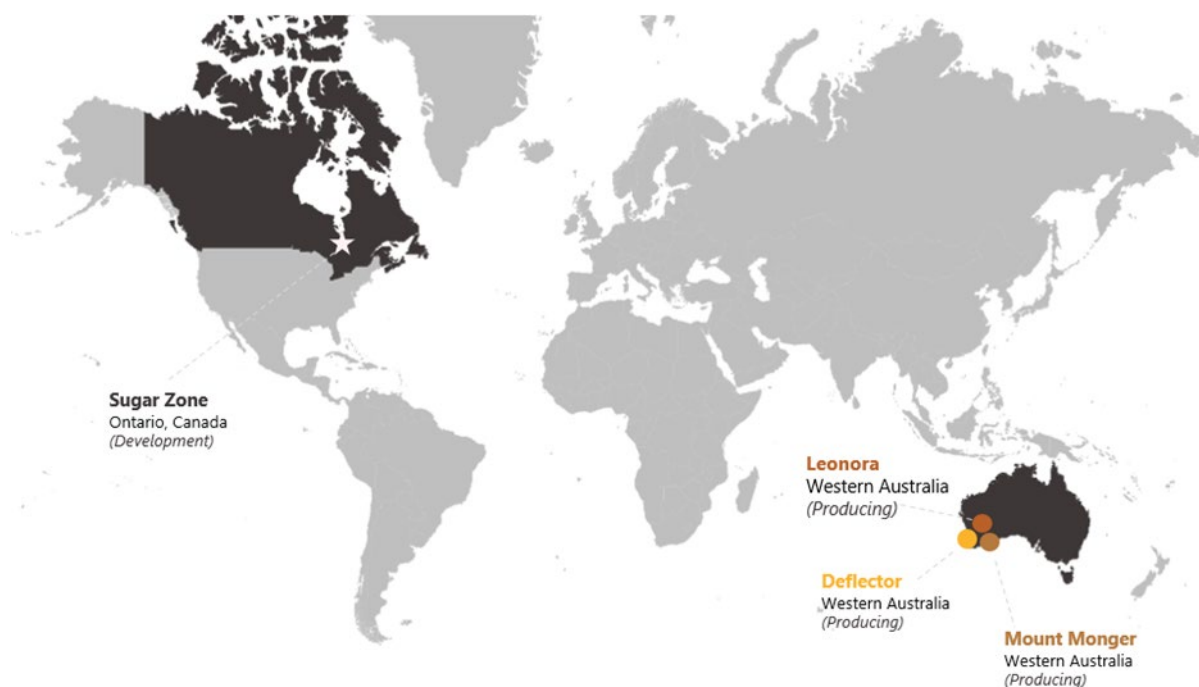 Sugar Zone
Ontario, Canada
(Development)
Leonora
Western Australia
(Producing)
Deflector
Western Australia
(Producing)
Mount Monger
Western Australia
(Producing)